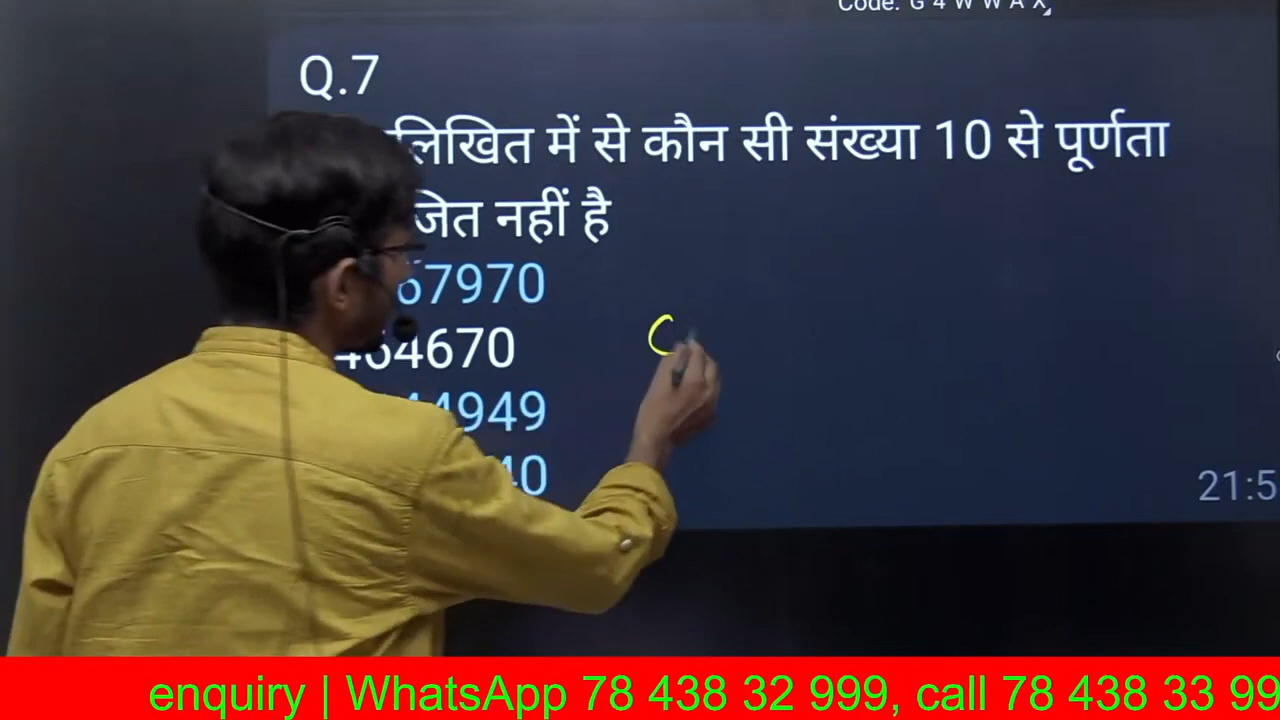 Code: G 4 W W A X
Q.7
में से कौन सी संख्या 10 से पूर्णता
नहीं है
67970
464670
44949
40
21:5
enquiry | WhatsApp 78 438 32 999, call 78 438 33 99